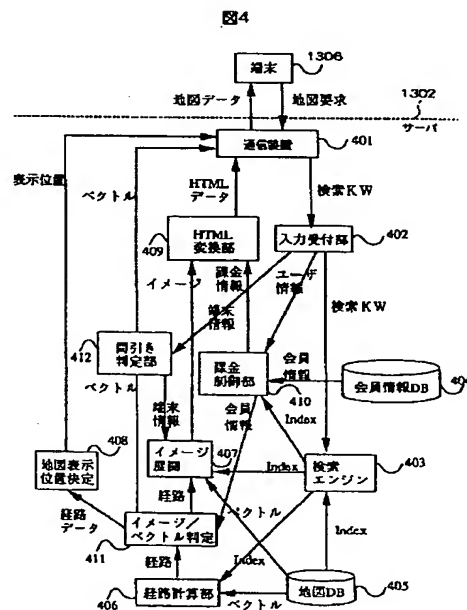 図4
端末
1306
地図データ
地図要求
1302
サーバ
通信装置
401
表示位置
ベクトル
HTML
データ
検索KW
409
HTML
変換部
入力受付部
402
イメージ
課金
情報
ユーザ
情報
検索KW
端末
情報
412
間引き
判定部
課金
制御部
410
会員
情報
会員情報DB
ベクトル
端末
情報
会員
情報
Index
408
地図表示
位置決定
イメージ
展開
407
Index
検索
エンジン
403
経路
データ
経路
ベクトル
イメージ/
ベクトル判定
411
Index
Index
経路
経路計算部
406
ベクトル
地図DB
405